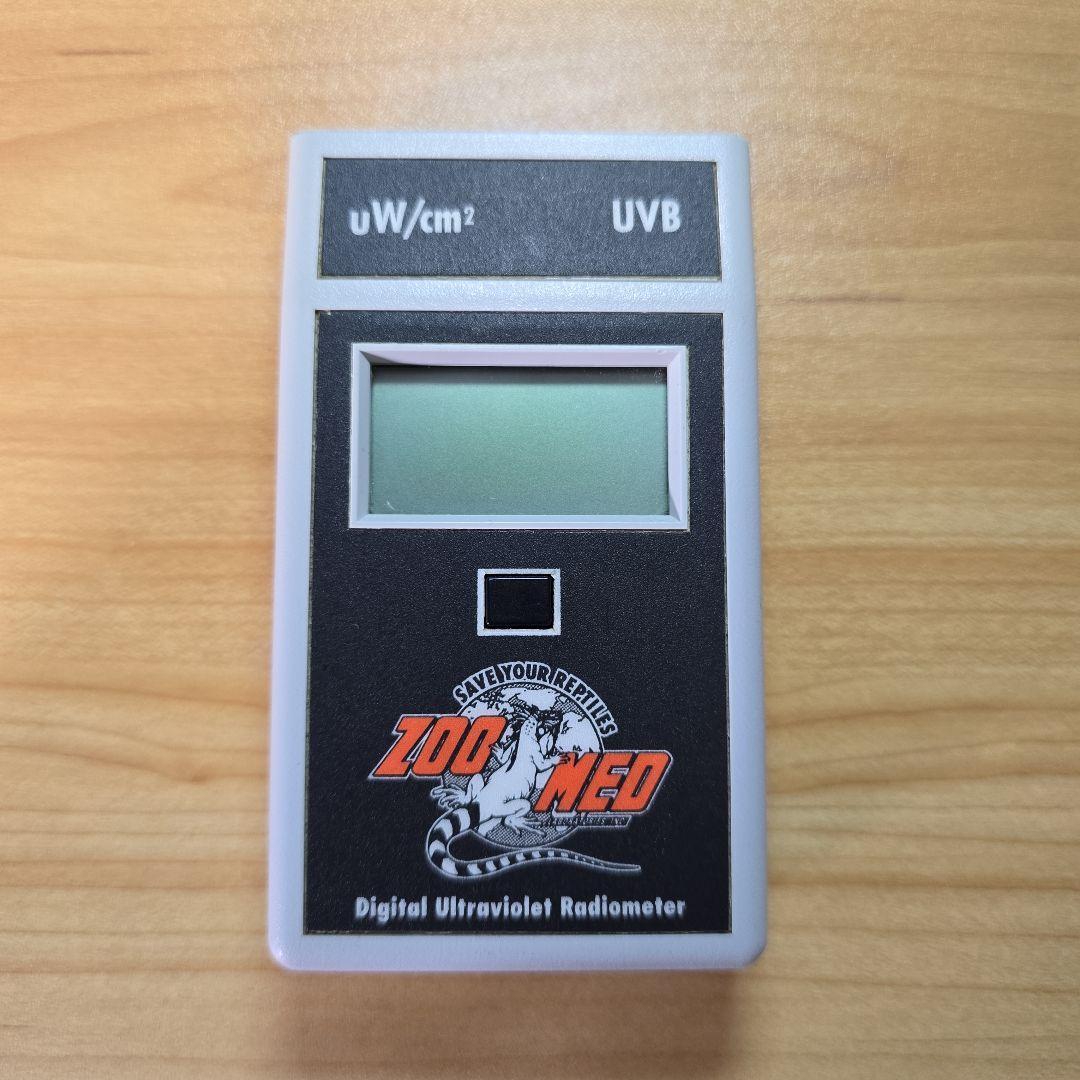 uW/cm² UVB
SAVE YOUR REPTILES
ZOO MED
Digital Ultraviolet Radiometer